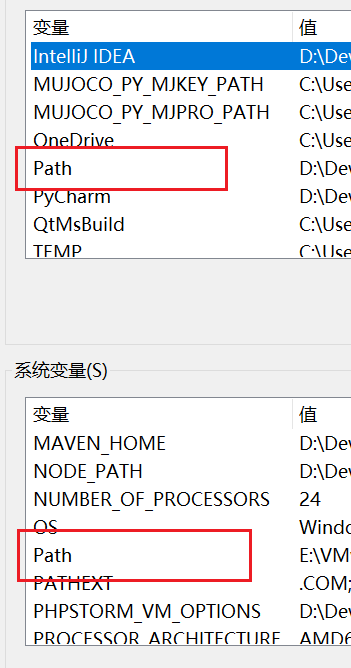 变量 值
IntelliJ IDEA D:\Dev
MUJOCO_PY_MJKEY_PATH C:\Use
MUJOCO_PY_MJPRO_PATH C:\Use
OneDrive C:\Use
Path D:\Dev
PyCharm D:\Dev
QtMsBuild C:\Use
TEMP C:\Use
系统变量(S)
变量 值
MAVEN_HOME D:\Dev
NODE_PATH D:\Dev
NUMBER_OF_PROCESSORS 24
OS Windo
Path E:\VM
PATHEXT .COM;
PHPSTORM_VM_OPTIONS D:\Dev
PROCESSOR_ARCHITECTURE AMD6